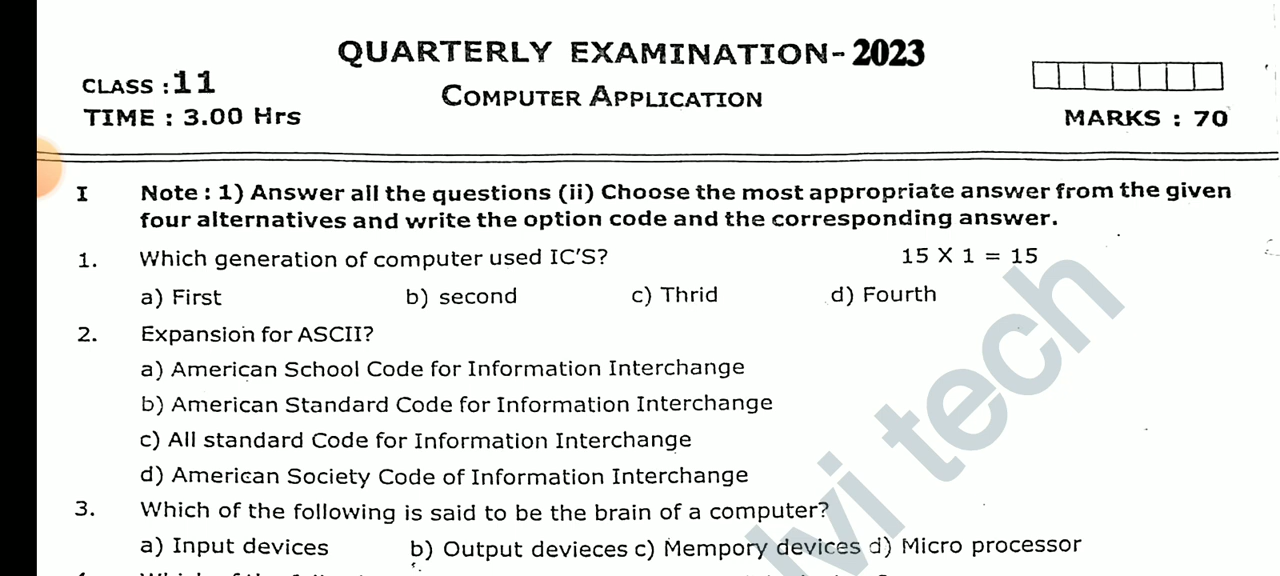 QUARTERLY EXAMINATION-2023
CLASS :11
COMPUTER APPLICATION
TIME : 3.00 Hrs
MARKS : 70
I Note : 1) Answer all the questions (ii) Choose the most appropriate answer from the given
four alternatives and write the option code and the corresponding answer.
1. Which generation of computer used IC'S? 15 X 1 = 15
a) First b) second c) Thrid d) Fourth
2. Expansion for ASCII?
a) American School Code for Information Interchange
b) American Standard Code for Information Interchange
c) All standard Code for Information Interchange
d) American Society Code of Information Interchange
3. Which of the following is said to be the brain of a computer?
a) Input devices b) Output devieces c) Mempory devices d) Micro processor
lvi tech